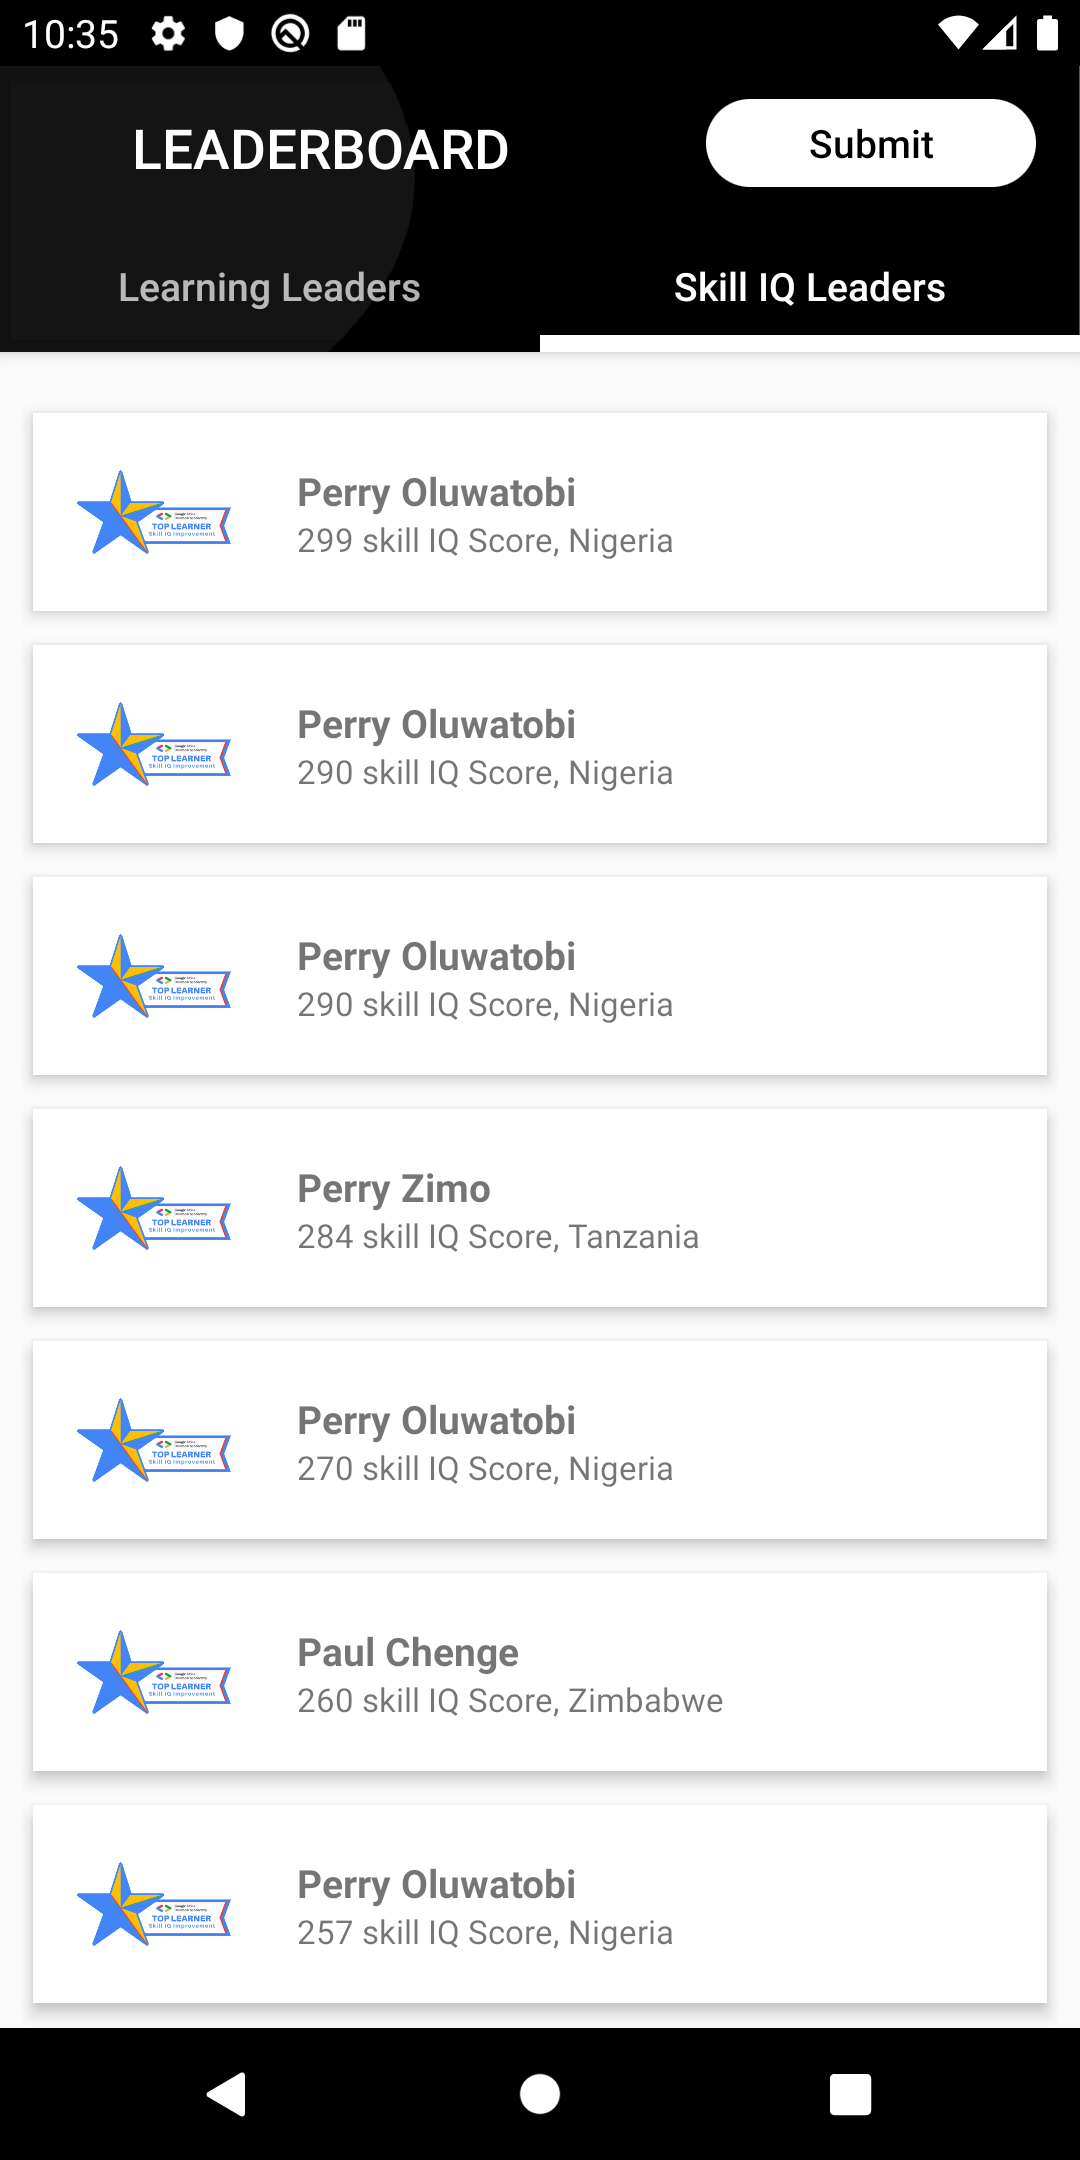 10:35
LEADERBOARD
Submit
Learning Leaders
Skill IQ Leaders
Perry Oluwatobi
299 skill IQ Score, Nigeria
TOP LEARNER
Skill IQ Improvement
Perry Oluwatobi
290 skill IQ Score, Nigeria
TOP LEARNER
Skill IQ Improvement
Perry Oluwatobi
290 skill IQ Score, Nigeria
TOP LEARNER
Skill IQ Improvement
Perry Zimo
284 skill IQ Score, Tanzania
TOP LEARNER
Skill IQ Improvement
Perry Oluwatobi
270 skill IQ Score, Nigeria
TOP LEARNER
Skill IQ Improvement
Paul Chenge
260 skill IQ Score, Zimbabwe
TOP LEARNER
Skill IQ Improvement
Perry Oluwatobi
257 skill IQ Score, Nigeria
TOP LEARNER
Skill IQ Improvement